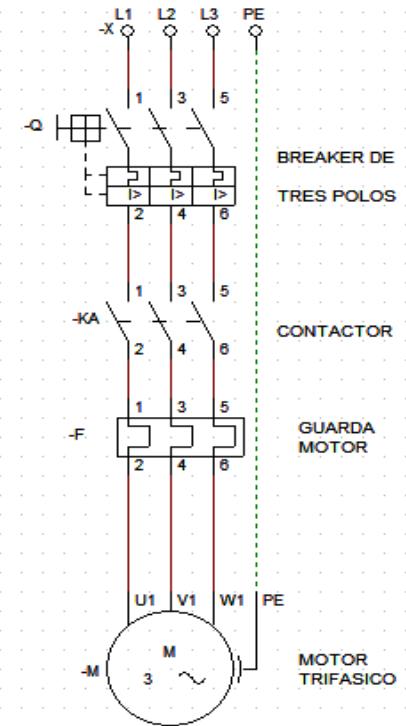 L1 L2 L3 PE
-X
1 3 5
-Q
BREAKER DE
I> I> I>
TRES POLOS
2 4 6
1 3 5
-KA
CONTACTOR
2 4 6
1 3 5
-F
GUARDA
MOTOR
2 4 6
U1 V1 W1 PE
M
-M
MOTOR
3
TRIFASICO